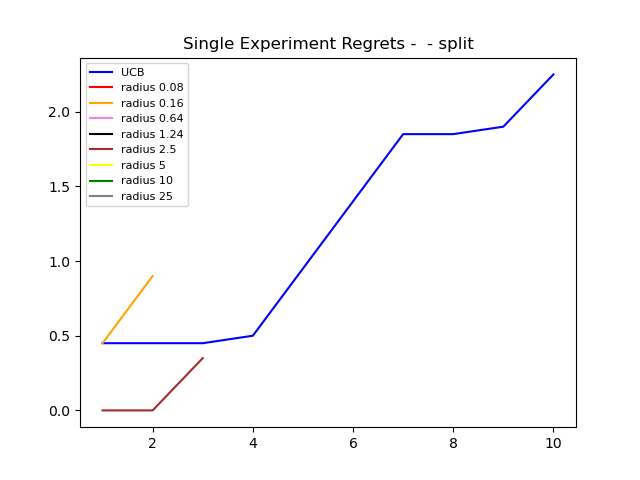 Single Experiment Regrets -  - split
UCB
radius 0.08
radius 0.16
radius 0.64
radius 1.24
radius 2.5
radius 5
radius 10
radius 25
2.0
1.5
1.0
0.5
0.0
2 4 6 8 10